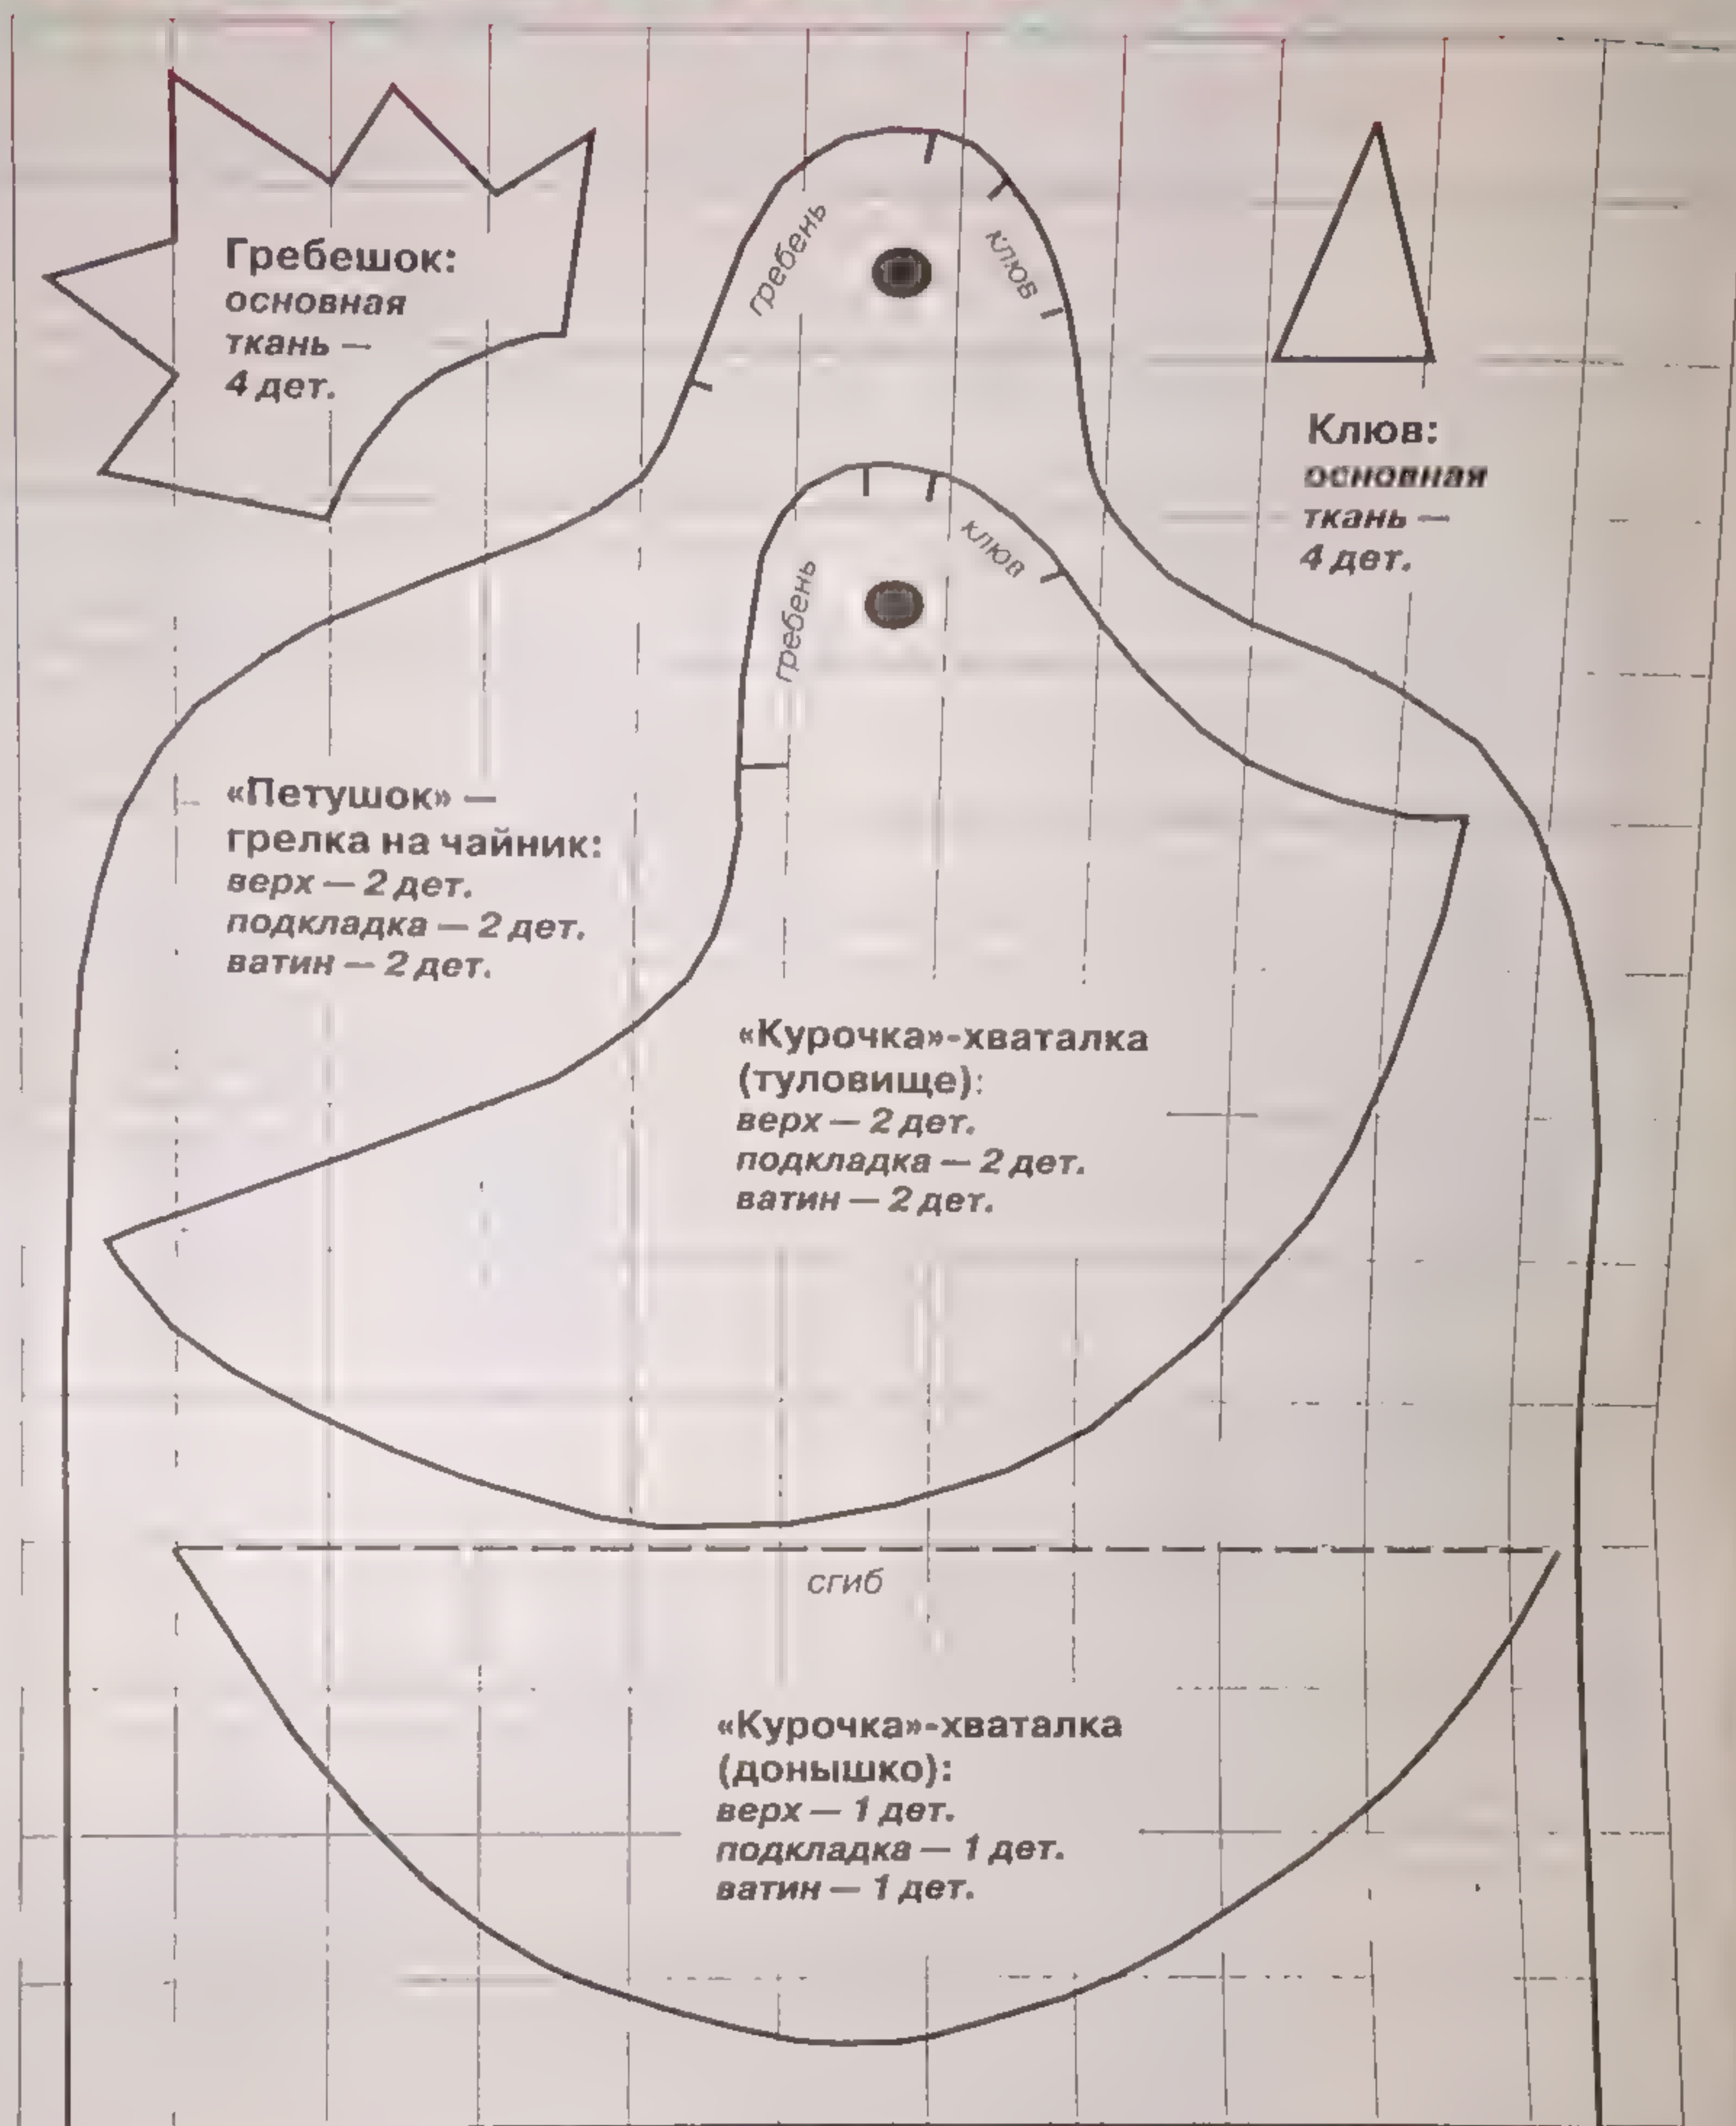 Гребешок:
основная
ткань —
4 дет.
гребень
клюв
Клюв:
основная
ткань —
4 дет.
гребень
клюв
«Петушок» —
грелка на чайник:
верх — 2 дет.
подкладка — 2 дет.
ватин — 2 дет.
«Курочка»-хваталка
(туловище):
верх — 2 дет.
подкладка — 2 дет.
ватин — 2 дет.
сгиб
«Курочка»-хваталка
(донышко):
верх — 1 дет.
подкладка — 1 дет.
ватин — 1 дет.